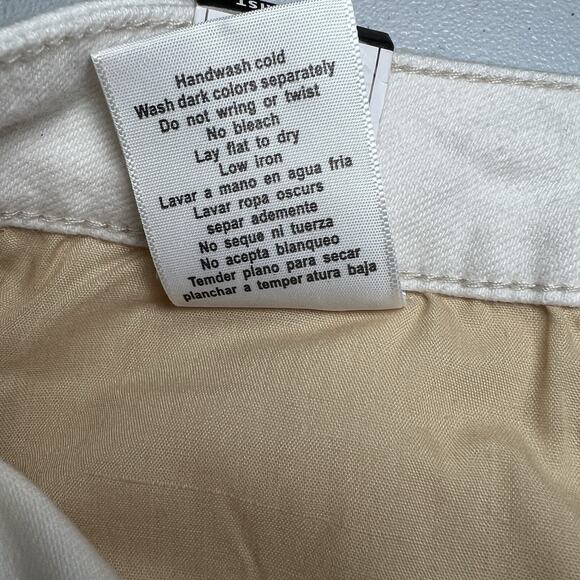 Handwash cold
Wash dark colors separately
Do not wring or twist
No bleach
Lay flat to dry
Low iron
Lavar a mano en agua fria
Lavar ropa oscurs
separ ademente
No seque ni tuerza
No acepta blanqueo
Temder plano para secar
planchar a temper atura baja